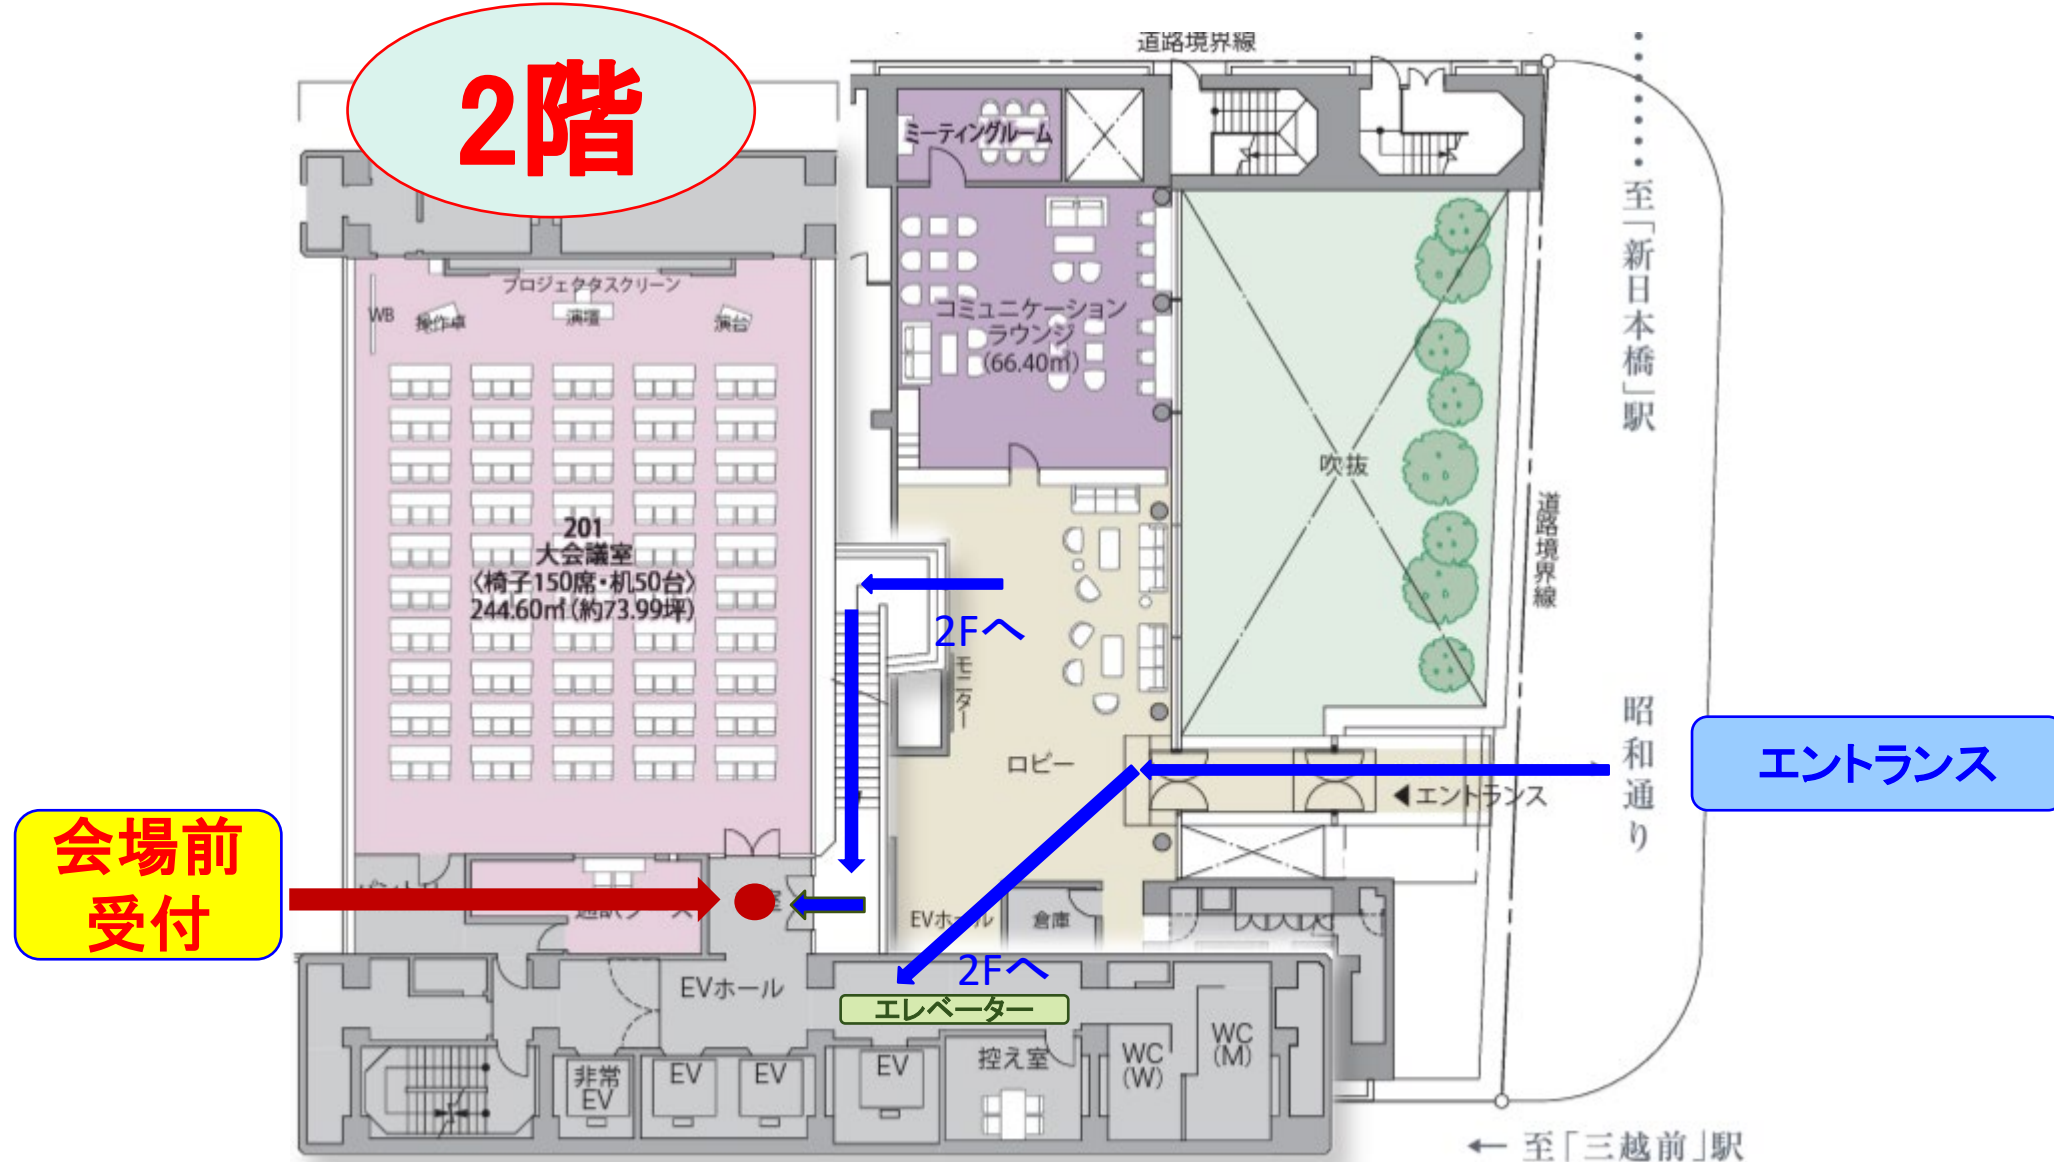 2階
道路境界線
ミーティングルーム
コミュニケーション
ラウンジ
(66.40㎡)
プロジェクタスクリーン
WB
操作卓
演壇
演台
201
大会議室
〈椅子150席・机50台〉
244.60㎡(約73.99坪)
吹抜
至「新日本橋」駅
道路境界線
2Fへ
モニター
ロビー
昭和通り
エントランス
◀エントランス
会場前
受付
通訳ブース
EVホール
倉庫
2Fへ
エレベーター
EVホール
非常
EV
EV
EV
EV
控え室
WC
(W)
WC
(M)
← 至「三越前」駅